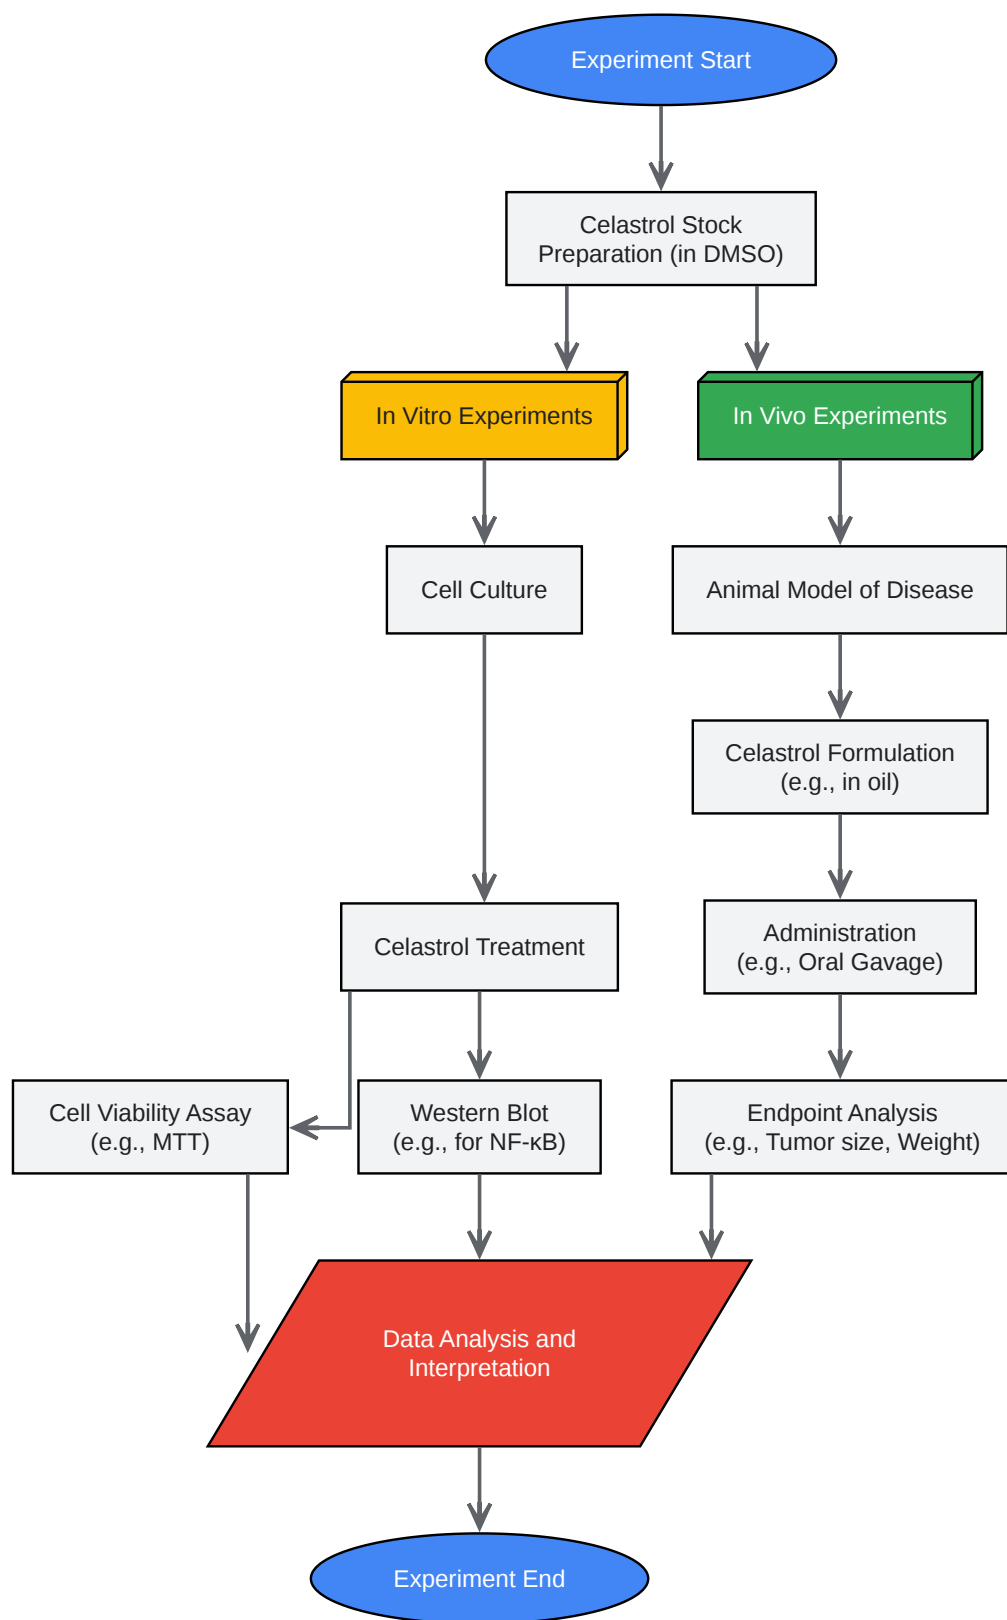 Experiment Start
Celastrol Stock
Preparation (in DMSO)
In Vitro Experiments
In Vivo Experiments
Cell Culture
Animal Model of Disease
Celastrol Formulation
(e.g., in oil)
Celastrol Treatment
Administration
(e.g., Oral Gavage)
Cell Viability Assay
(e.g., MTT)
Western Blot
(e.g., for NF-κB)
Endpoint Analysis
(e.g., Tumor size, Weight)
Data Analysis and
Interpretation
Experiment End